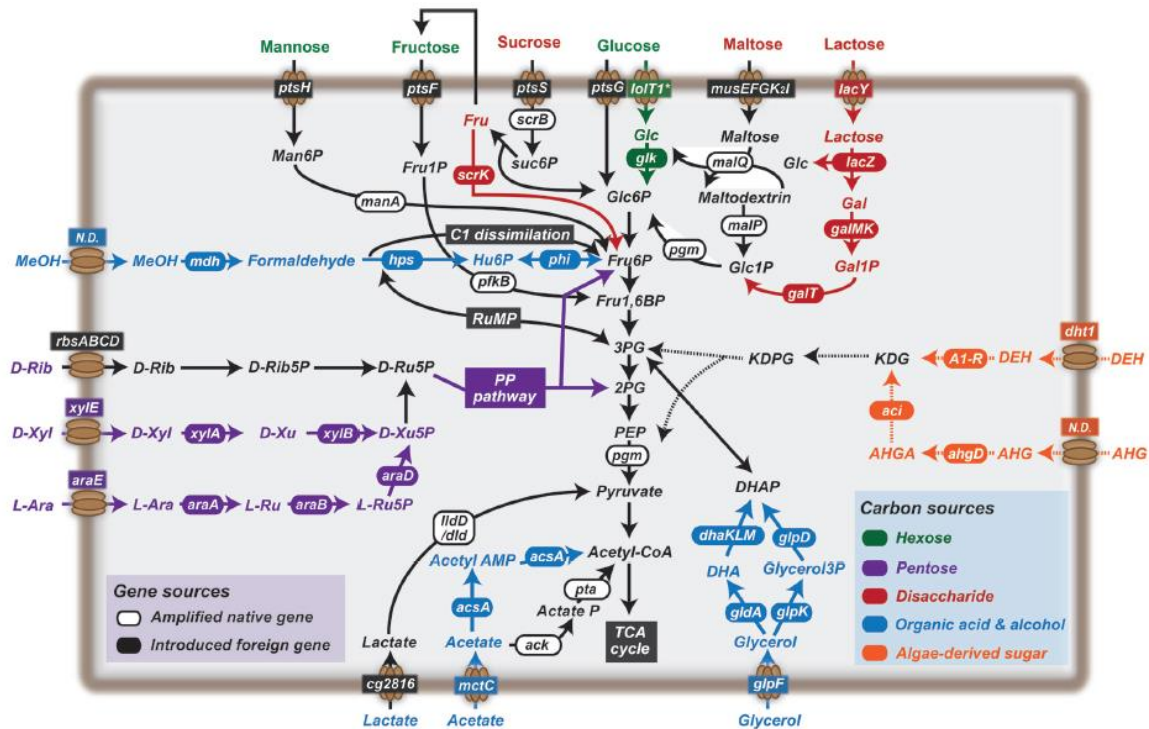 Mannose
Fructose
Sucrose
Glucose
Maltose
Lactose
ptsH
ptsF
ptsS
ptsG
lolT1*
musEFGK2I
lacY
scrB
Fru
Glc
Maltose
Lactose
Man6P
Fru1P
suc6P
scrK
glk
malQ
Glc
lacZ
manA
Glc6P
Maltodextrin
Gal
malP
galMK
N.D.
C1 dissimilation
pgm
MeOH
MeOH
mdh
Formaldehyde
hps
Hu6P
phi
Fru6P
Glc1P
Gal1P
pfkB
galT
Fru1,6BP
rbsABCD
RuMP
dht1
3PG
KDPG
KDG
A1-R
DEH
DEH
D-Rib
D-Rib
D-Rib5P
D-Ru5P
PP
pathway
2PG
xylE
aci
PEP
N.D.
D-Xyl
D-Xyl
xylA
D-Xu
xylB
D-Xu5P
pgm
AHGA
ahgD
AHG
AHG
araE
araD
Pyruvate
DHAP
L-Ara
L-Ara
araA
L-Ru
araB
L-Ru5P
Carbon sources
Hexose
Pentose
Disaccharide
Organic acid & alcohol
Algae-derived sugar
lldD
/dld
dhaKLM
glpD
Acetyl AMP
acsA
Acetyl-CoA
DHA
Glycerol3P
Gene sources
Amplified native gene
Introduced foreign gene
acsA
pta
Actate P
gldA
glpK
Lactate
Acetate
ack
TCA
cycle
Glycerol
cg2816
mctC
glpF
Lactate
Acetate
Glycerol